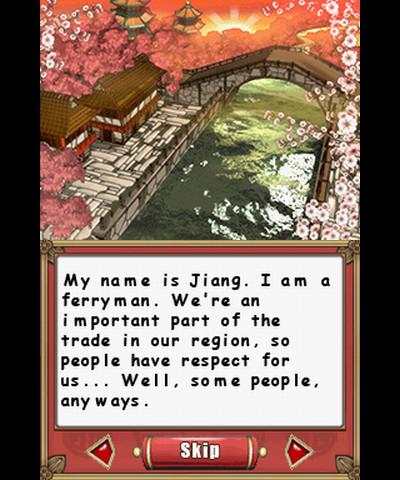 My name is Jiang. I am a
ferryman. We're an
important part of the
trade in our region, so
people have respect for
us... Well, some people,
anyways.
Skip